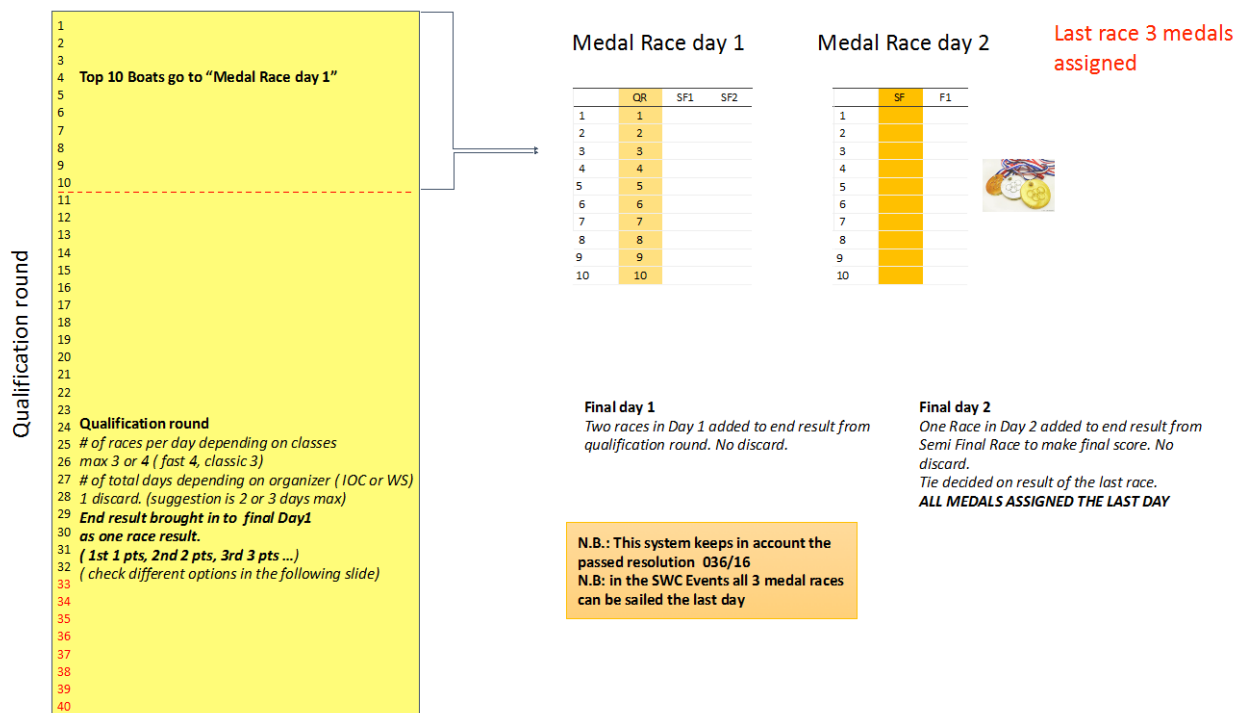 Qualification round
1
2
3
4
Top 10 Boats go to “Medal Race day 1”
5
6
7
8
9
10
11
12
13
14
15
16
17
18
19
20
21
22
23
24
25
26
27
28
29
30
31
32
33
34
35
36
37
38
39
40
Qualification round
# of races per day depending on classes
max 3 or 4 ( fast 4, classic 3)
# of total days depending on organizer ( IOC or WS)
1 discard. (suggestion is 2 or 3 days max)
End result brought in to final Day1
as one race result.
( 1st 1 pts, 2nd 2 pts, 3rd 3 pts ...)
( check different options in the following slide)
Medal Race day 1
QR SF1 SF2
1 1
2 2
3 3
4 4
5 5
6 6
7 7
8 8
9 9
10 10
Medal Race day 2
SF F1
1
2
3
4
5
6
7
8
9
10
Last race 3 medals
assigned
Final day 1
Two races in Day 1 added to end result from
qualification round. No discard.
Final day 2
One Race in Day 2 added to end result from
Semi Final Race to make final score. No
discard.
Tie decided on result of the last race.
ALL MEDALS ASSIGNED THE LAST DAY
N.B.: This system keeps in account the
passed resolution 036/16
N.B: in the SWC Events all 3 medal races
can be sailed the last day